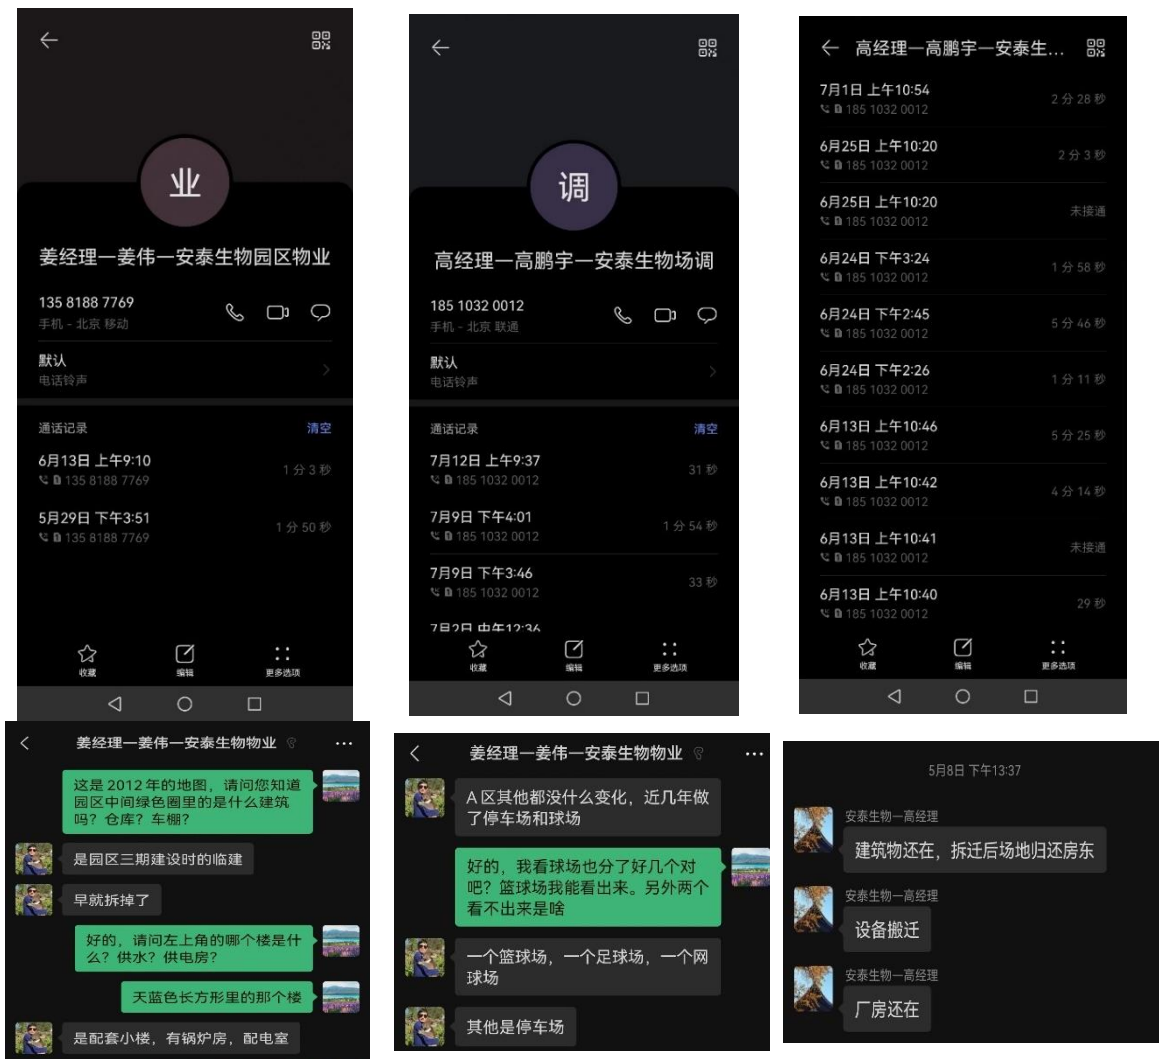 业
姜经理一姜伟一安泰生物园区物业
135 8188 7769
手机 - 北京 移动
默认
电话铃声
通话记录
清空
6月13日 上午9:10
1 分 3 秒
135 8188 7769
5月29日 下午3:51
1 分 50 秒
135 8188 7769
收藏
编辑
更多选项
调
高经理一高鹏宇一安泰生物场调
185 1032 0012
手机 - 北京 联通
默认
电话铃声
通话记录
清空
7月12日 上午9:37
31 秒
185 1032 0012
7月9日 下午4:01
1 分 54 秒
185 1032 0012
7月9日 下午3:46
33 秒
185 1032 0012
7月2日 中午12:36
收藏
编辑
更多选项
高经理一高鹏宇一安泰生...
7月1日 上午10:54
2 分 28 秒
185 1032 0012
6月25日 上午10:20
2 分 3 秒
185 1032 0012
6月25日 上午10:20
未接通
185 1032 0012
6月24日 下午3:24
1 分 58 秒
185 1032 0012
6月24日 下午2:45
5 分 46 秒
185 1032 0012
6月24日 下午2:26
1 分 11 秒
185 1032 0012
6月13日 上午10:46
5 分 25 秒
185 1032 0012
6月13日 上午10:42
4 分 14 秒
185 1032 0012
6月13日 上午10:41
未接通
185 1032 0012
6月13日 上午10:40
29 秒
185 1032 0012
收藏
编辑
更多选项
姜经理一姜伟一安泰生物物业
这是 2012 年的地图，请问您知道
园区中间绿色圈里的是什么建筑
吗？仓库？车棚？
是园区三期建设时的临建
早就拆掉了
好的，请问左上角的哪个楼是什
么？供水？供电房？
天蓝色长方形里的那个楼
是配套小楼，有锅炉房，配电室
姜经理一姜伟一安泰生物物业
A 区其他都没什么变化，近几年做
了停车场和球场
好的，我看球场也分了好几个对
吧？篮球场我能看出来。另外两个
看不出来是啥
一个篮球场，一个足球场，一个网
球场
其他是停车场
5月8日 下午13:37
安泰生物一高经理
建筑物还在，拆迁后场地归还房东
安泰生物一高经理
设备搬迁
安泰生物一高经理
厂房还在